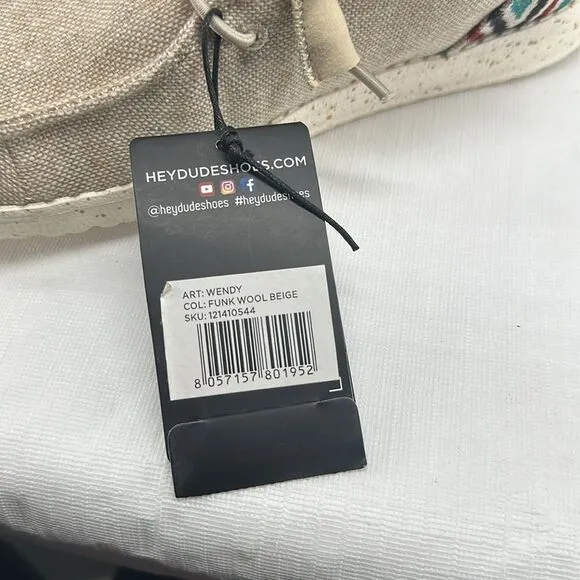 HEYDUDESHOES.COM
@heydudeshoes #heydudeshoes
ART: WENDY
COL: FUNK WOOL BEIGE
SKU: 121410544
8 057157 801952